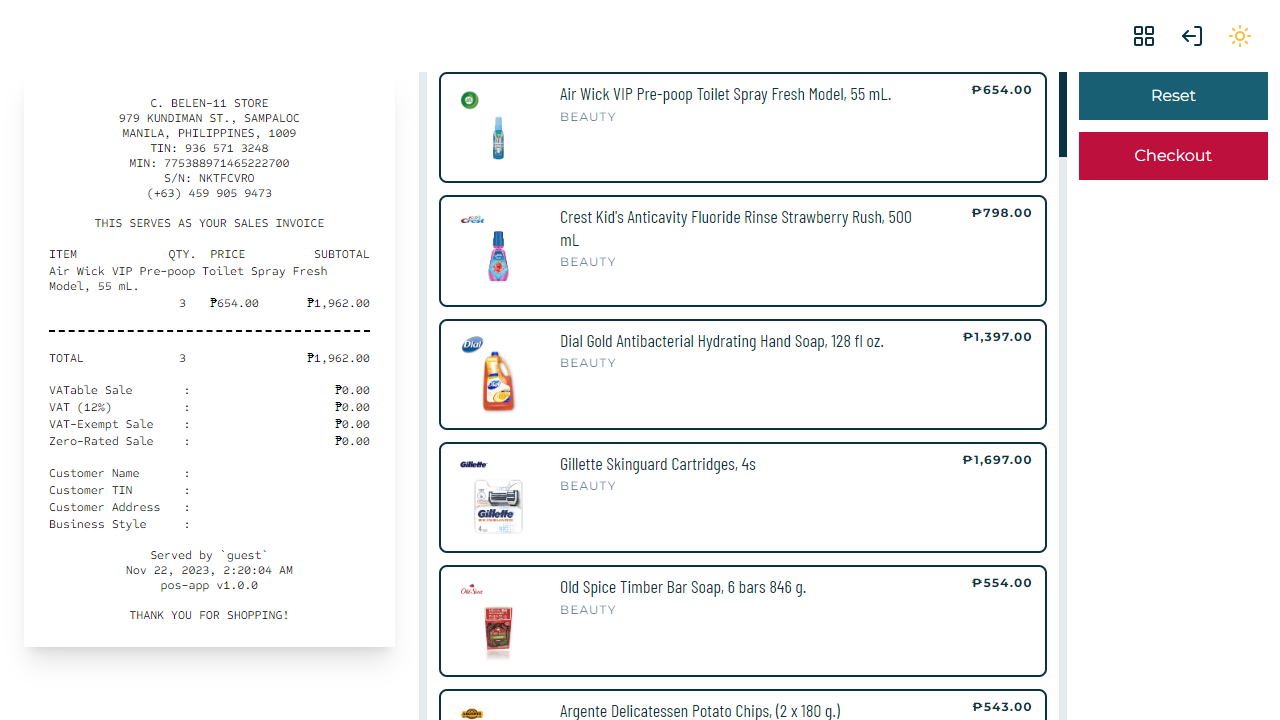 C. BELEN-11 STORE
979 KUNDIMAN ST., SAMPALOC
MANILA, PHILIPPINES, 1009
TIN: 936 571 3248
MIN: 775388971465222700
S/N: NKTFCVRO
(+63) 459 905 9473
THIS SERVES AS YOUR SALES INVOICE
ITEM QTY. PRICE SUBTOTAL
Air Wick VIP Pre-poop Toilet Spray Fresh
Model, 55 mL.
3 ₱654.00 ₱1,962.00
TOTAL 3 ₱1,962.00
VATable Sale : ₱0.00
VAT (12%) : ₱0.00
VAT-Exempt Sale : ₱0.00
Zero-Rated Sale : ₱0.00
Customer Name :
Customer TIN :
Customer Address :
Business Style :
Served by `guest`
Nov 22, 2023, 2:20:04 AM
pos-app v1.0.0
THANK YOU FOR SHOPPING!
Air Wick VIP Pre-poop Toilet Spray Fresh Model, 55 mL. ₱654.00
BEAUTY
Crest
Crest Kid's Anticavity Fluoride Rinse Strawberry Rush, 500 ₱798.00
mL
BEAUTY
Dial
Dial Gold Antibacterial Hydrating Hand Soap, 128 fl oz. ₱1,397.00
BEAUTY
Gillette
Gillette
Gillette Skinguard Cartridges, 4s ₱1,697.00
BEAUTY
Old Spice
Old Spice Timber Bar Soap, 6 bars 846 g. ₱554.00
BEAUTY
Argente Delicatessen Potato Chips, (2 x 180 g.) ₱543.00
Reset
Checkout